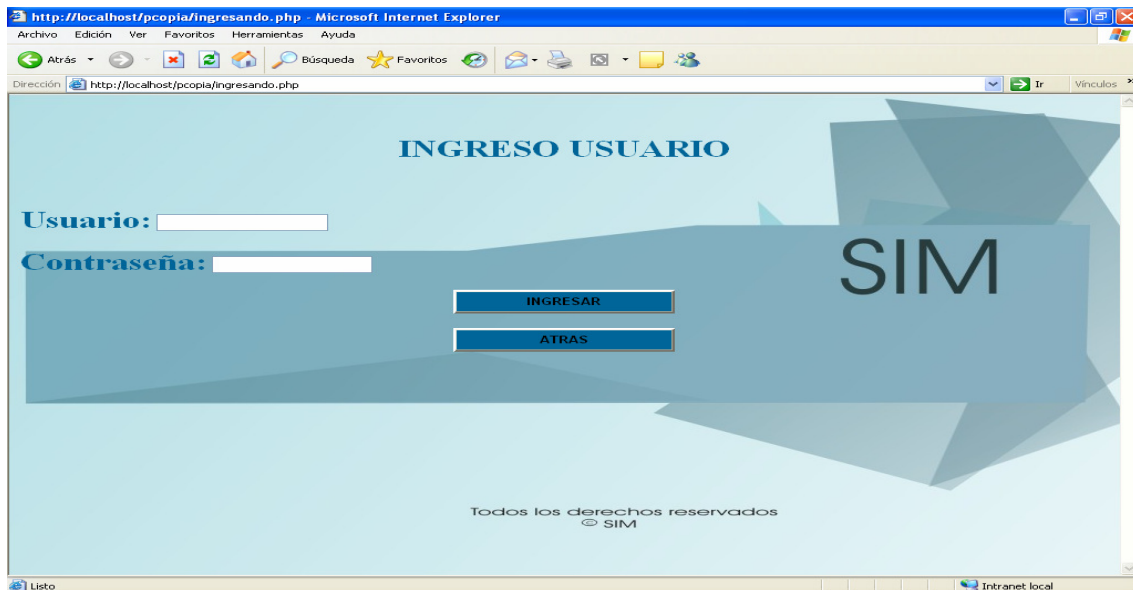 http://localhost/pcopia/ingresando.php - Microsoft Internet Explorer
Archivo Edición Ver Favoritos Herramientas Ayuda
Atrás Búsqueda Favoritos
Dirección http://localhost/pcopia/ingresando.php Ir Vínculos »
INGRESO USUARIO
Usuario:
SIM
Contraseña:
INGRESAR
ATRAS
Todos los derechos reservados
© SIM
Listo Intranet local